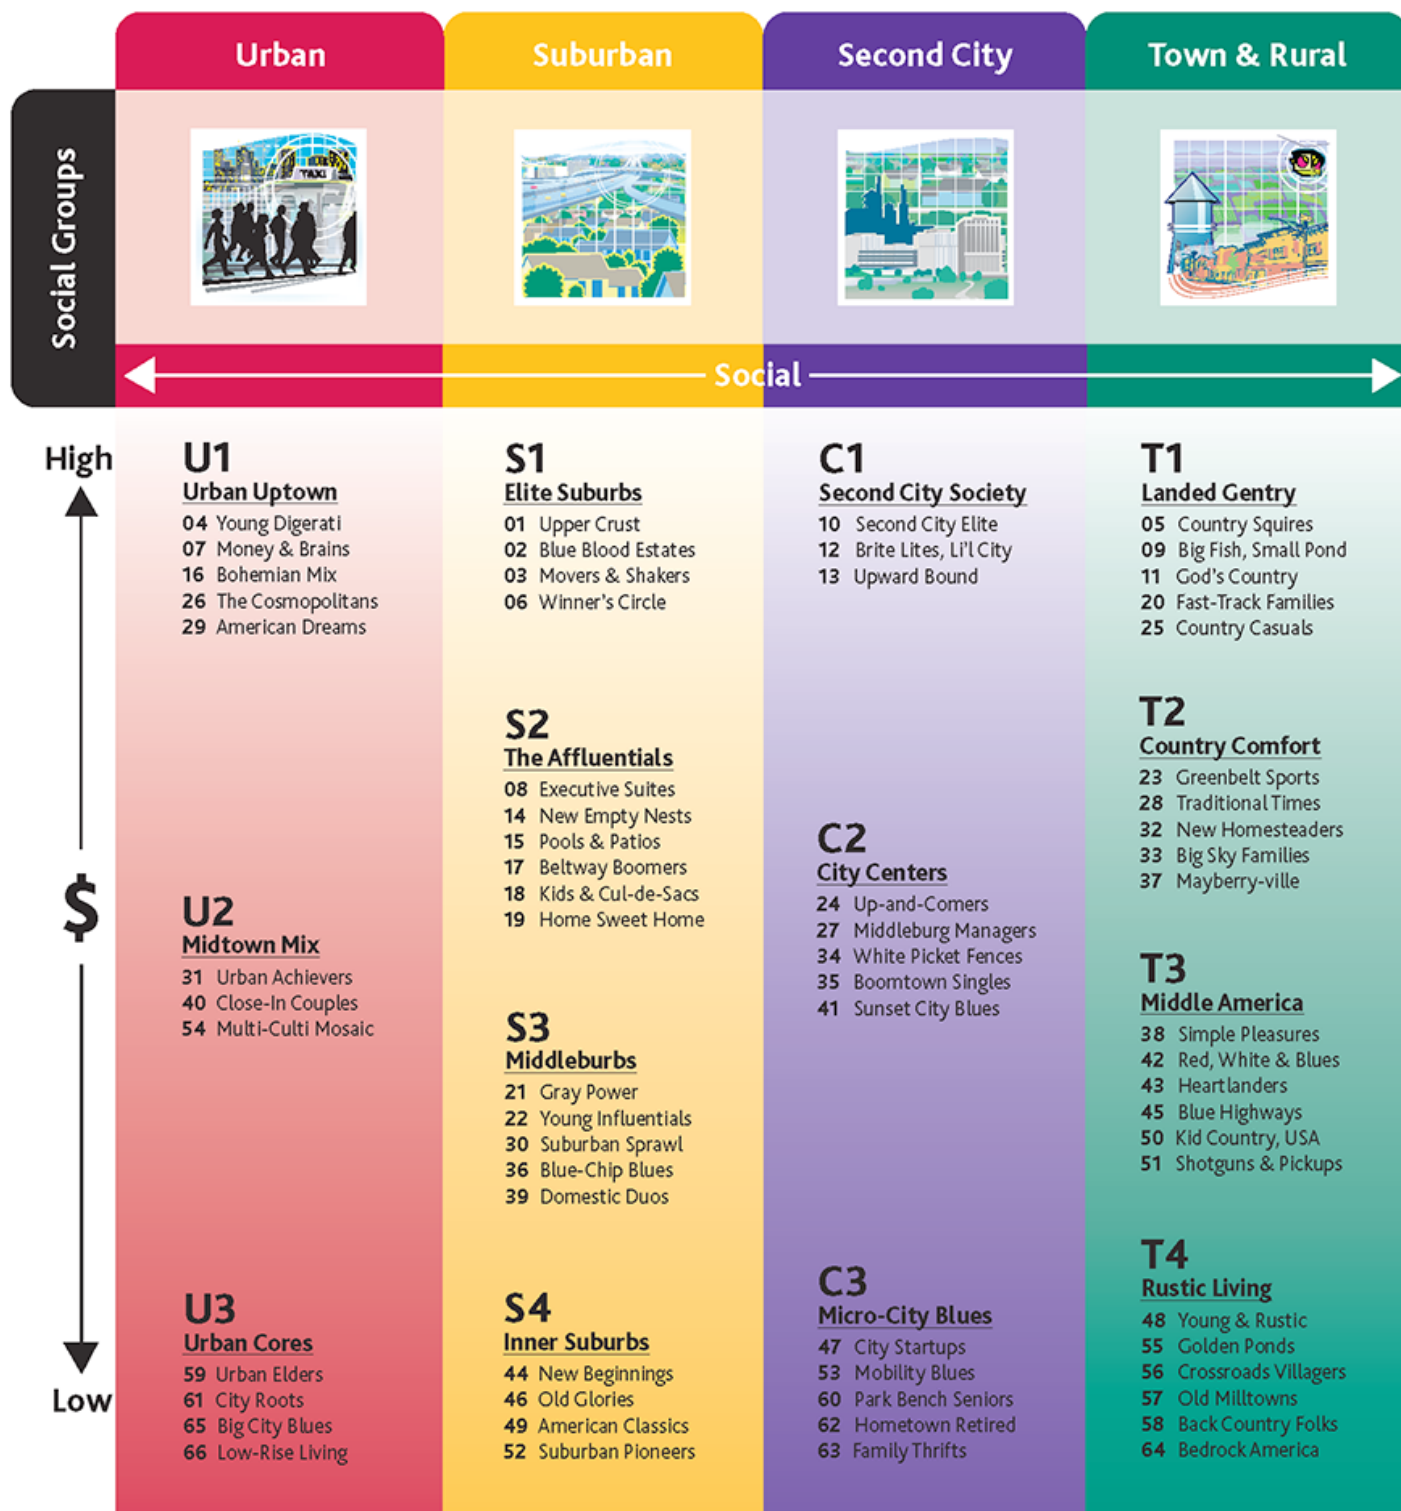 Urban
Suburban
Second City
Town & Rural
Social Groups
TAXI
Social
High
$
Low
U1
Urban Uptown
04 Young Digerati
07 Money & Brains
16 Bohemian Mix
26 The Cosmopolitans
29 American Dreams
U2
Midtown Mix
31 Urban Achievers
40 Close-In Couples
54 Multi-Culti Mosaic
U3
Urban Cores
59 Urban Elders
61 City Roots
65 Big City Blues
66 Low-Rise Living
S1
Elite Suburbs
01 Upper Crust
02 Blue Blood Estates
03 Movers & Shakers
06 Winner's Circle
S2
The Affluentials
08 Executive Suites
14 New Empty Nests
15 Pools & Patios
17 Beltway Boomers
18 Kids & Cul-de-Sacs
19 Home Sweet Home
S3
Middleburbs
21 Gray Power
22 Young Influentials
30 Suburban Sprawl
36 Blue-Chip Blues
39 Domestic Duos
S4
Inner Suburbs
44 New Beginnings
46 Old Glories
49 American Classics
52 Suburban Pioneers
C1
Second City Society
10 Second City Elite
12 Brite Lites, Li'l City
13 Upward Bound
C2
City Centers
24 Up-and-Comers
27 Middleburg Managers
34 White Picket Fences
35 Boomtown Singles
41 Sunset City Blues
C3
Micro-City Blues
47 City Startups
53 Mobility Blues
60 Park Bench Seniors
62 Hometown Retired
63 Family Thrifts
T1
Landed Gentry
05 Country Squires
09 Big Fish, Small Pond
11 God's Country
20 Fast-Track Families
25 Country Casuals
T2
Country Comfort
23 Greenbelt Sports
28 Traditional Times
32 New Homesteaders
33 Big Sky Families
37 Mayberry-ville
T3
Middle America
38 Simple Pleasures
42 Red, White & Blues
43 Heartlanders
45 Blue Highways
50 Kid Country, USA
51 Shotguns & Pickups
T4
Rustic Living
48 Young & Rustic
55 Golden Ponds
56 Crossroads Villagers
57 Old Milltowns
58 Back Country Folks
64 Bedrock America